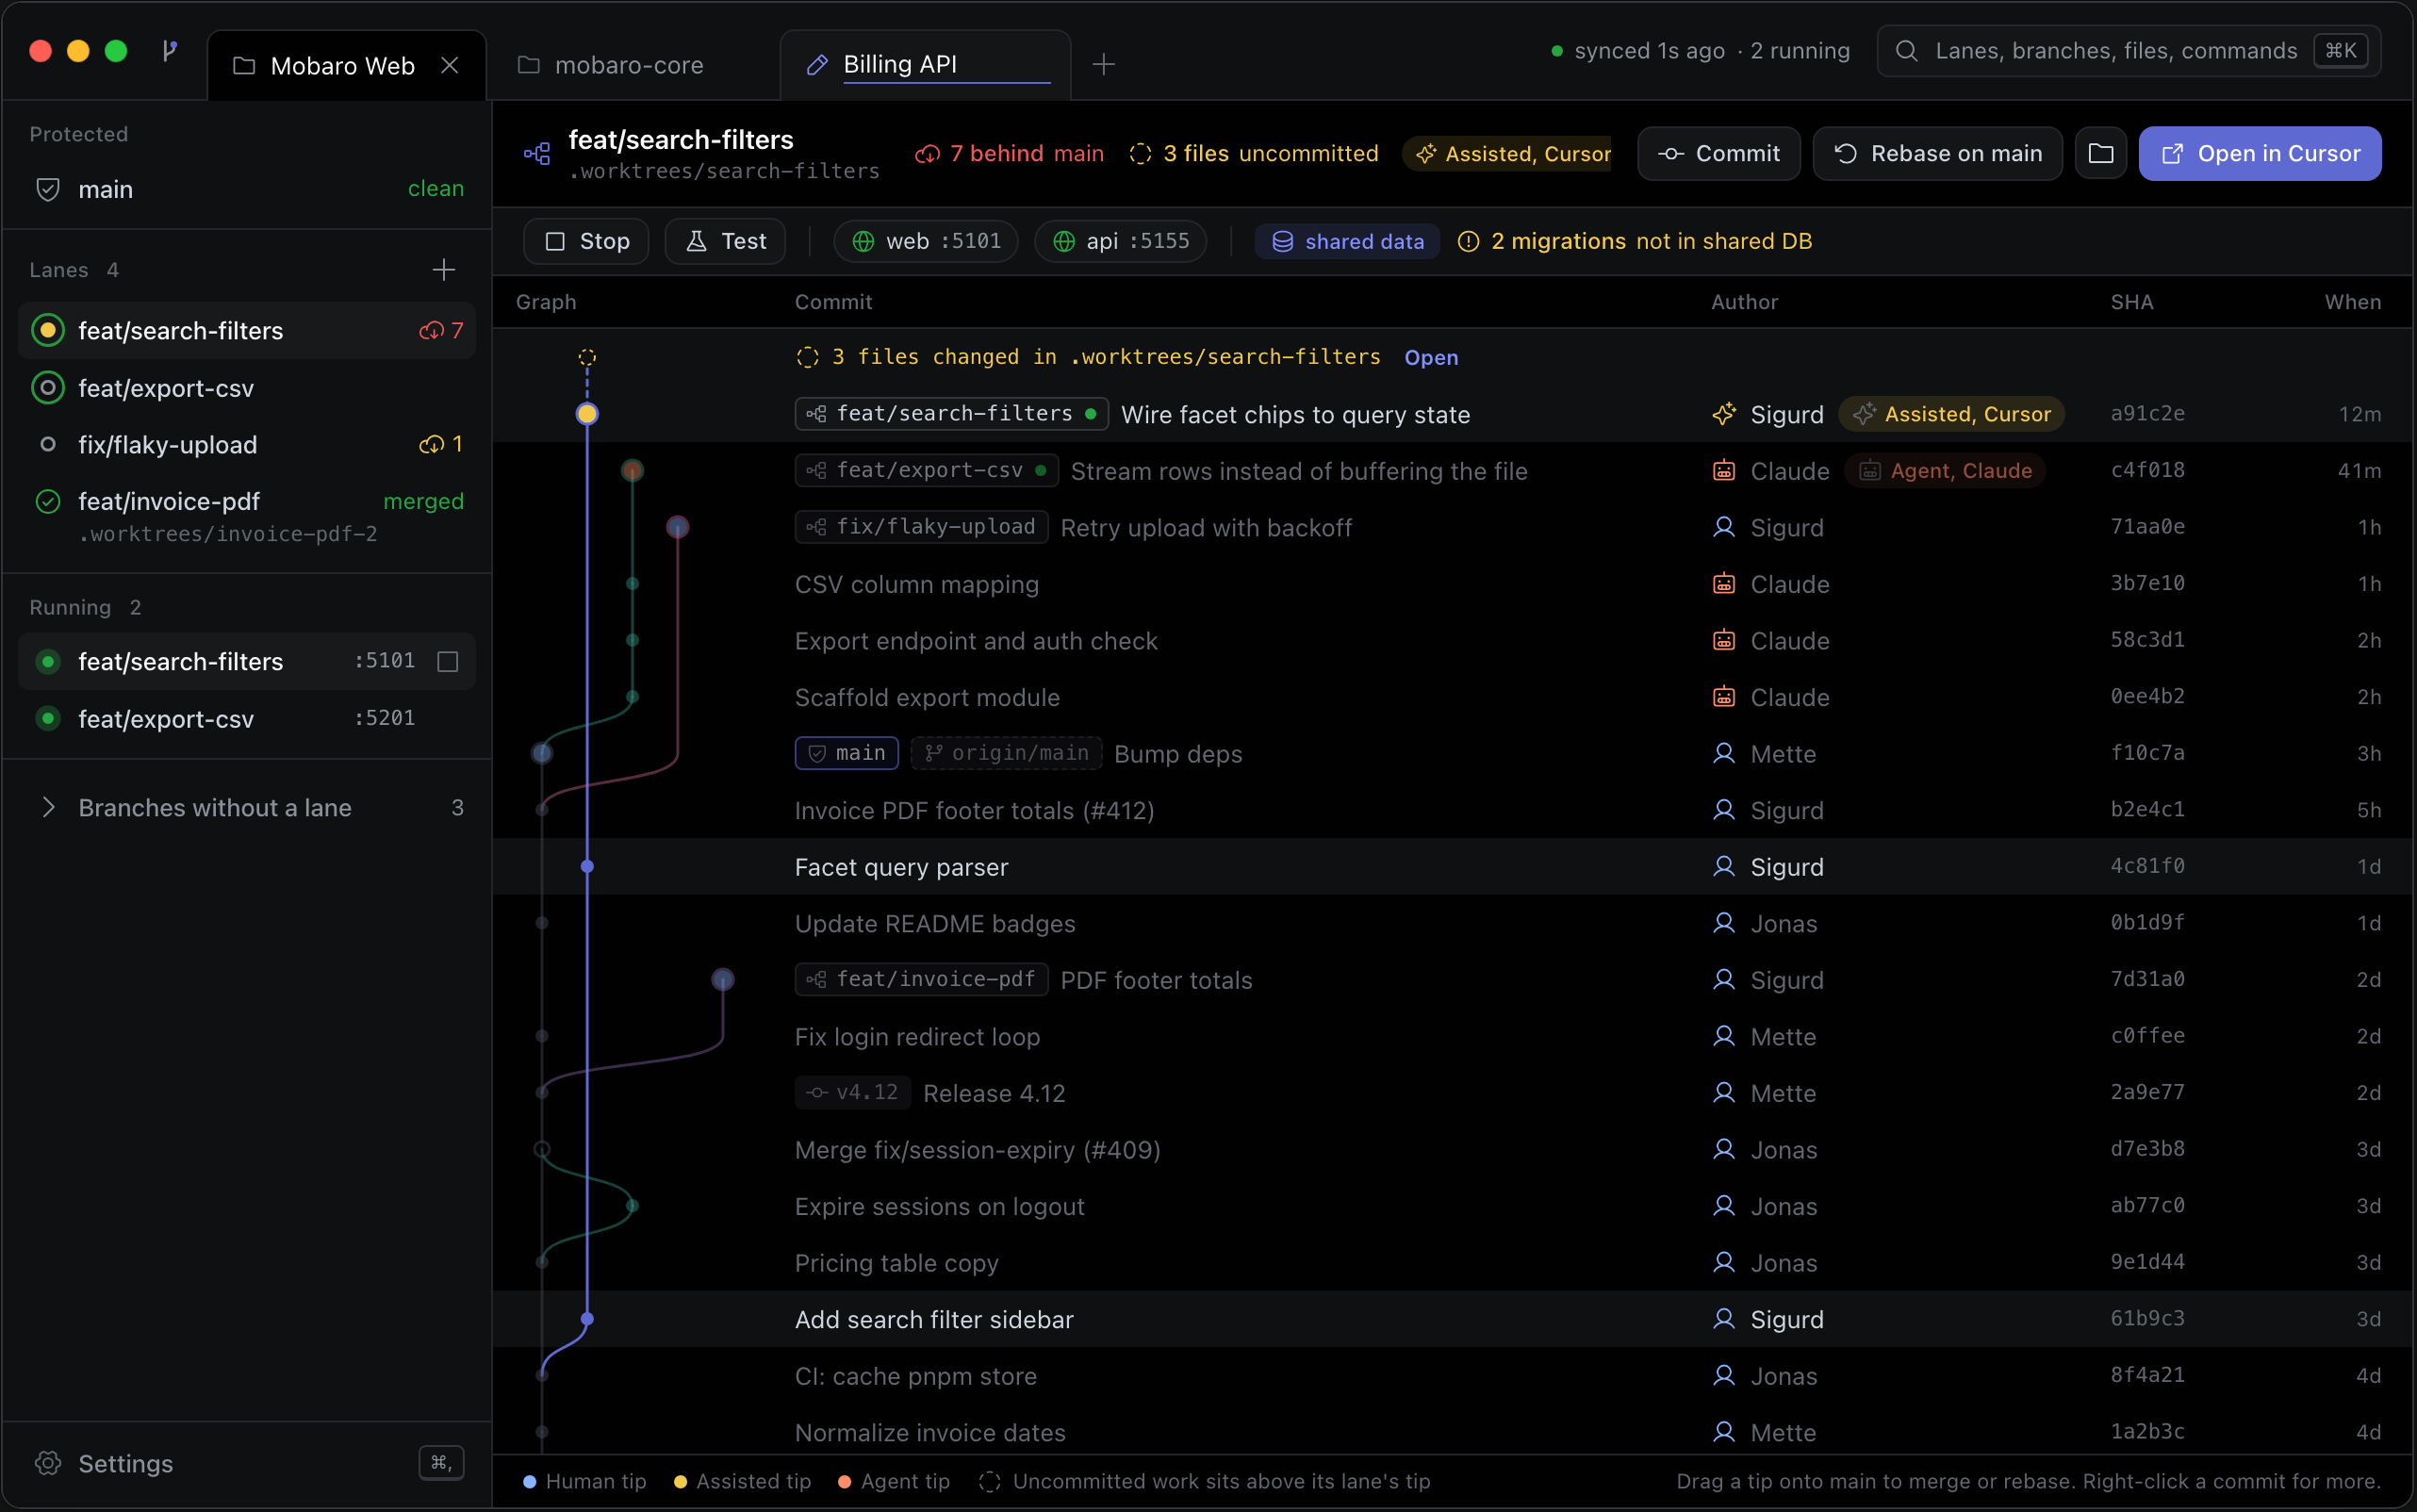 Mobaro Web
mobaro-core
Billing API
synced 1s ago · 2 running
Lanes, branches, files, commands ⌘K
Protected
main clean
Lanes 4
feat/search-filters 7
feat/export-csv
fix/flaky-upload 1
feat/invoice-pdf merged
.worktrees/invoice-pdf-2
Running 2
feat/search-filters :5101
feat/export-csv :5201
Branches without a lane 3
Settings ⌘,
feat/search-filters
.worktrees/search-filters
7 behind main
3 files uncommitted
Assisted, Cursor
Commit
Rebase on main
Open in Cursor
Stop
Test
web :5101
api :5155
shared data
2 migrations not in shared DB
Graph Commit Author SHA When
3 files changed in .worktrees/search-filters Open
feat/search-filters Wire facet chips to query state Sigurd Assisted, Cursor a91c2e 12m
feat/export-csv Stream rows instead of buffering the file Claude Agent, Claude c4f018 41m
fix/flaky-upload Retry upload with backoff Sigurd 71aa0e 1h
CSV column mapping Claude 3b7e10 1h
Export endpoint and auth check Claude 58c3d1 2h
Scaffold export module Claude 0ee4b2 2h
main origin/main Bump deps Mette f10c7a 3h
Invoice PDF footer totals (#412) Sigurd b2e4c1 5h
Facet query parser Sigurd 4c81f0 1d
Update README badges Jonas 0b1d9f 1d
feat/invoice-pdf PDF footer totals Sigurd 7d31a0 2d
Fix login redirect loop Mette c0ffee 2d
v4.12 Release 4.12 Mette 2a9e77 2d
Merge fix/session-expiry (#409) Jonas d7e3b8 3d
Expire sessions on logout Jonas ab77c0 3d
Pricing table copy Jonas 9e1d44 3d
Add search filter sidebar Sigurd 61b9c3 3d
CI: cache pnpm store Jonas 8f4a21 4d
Normalize invoice dates Mette 1a2b3c 4d
Human tip Assisted tip Agent tip Uncommitted work sits above its lane's tip
Drag a tip onto main to merge or rebase. Right-click a commit for more.